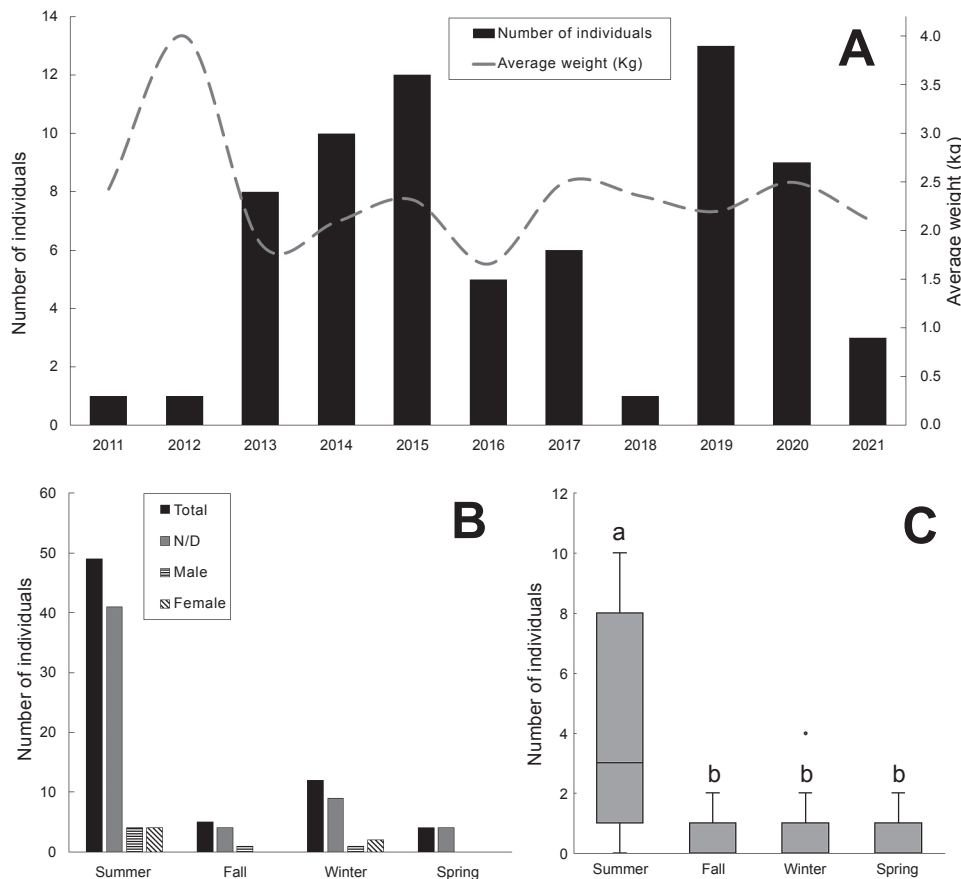 14
12
10
8
6
4
2
0
Number of individuals
Number of individuals
Average weight (Kg)
A
4.0
3.5
3.0
2.5
2.0
1.5
1.0
0.5
0.0
Average weight (kg)
2011 2012 2013 2014 2015 2016 2017 2018 2019 2020 2021
60
50
40
30
20
10
0
Number of individuals
Total
N/D
Male
Female
B
Summer Fall Winter Spring
12
10
8
6
4
2
0
Number of individuals
C
a
b b b
Summer Fall Winter Spring